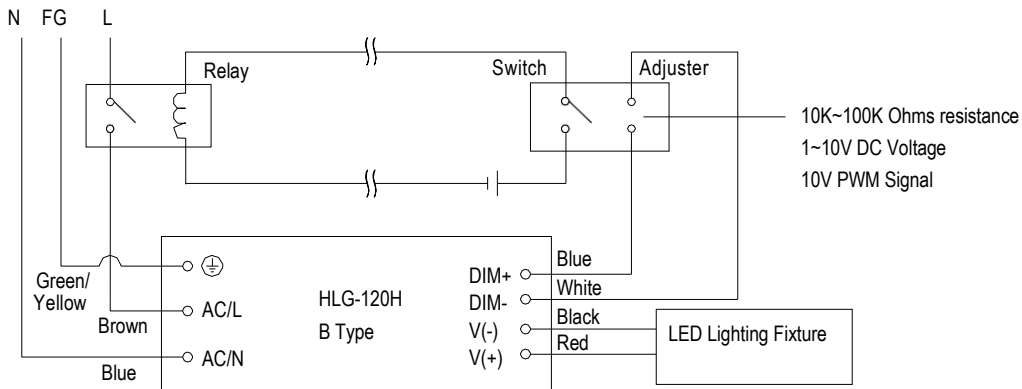 N FG L
Relay
Switch
Adjuster
10K~100K Ohms resistance
1~10V DC Voltage
10V PWM Signal
Green/
Yellow
Brown
Blue
AC/L
AC/N
HLG-120H
B Type
DIM+
DIM-
V(-)
V(+)
Blue
White
Black
Red
LED Lighting Fixture